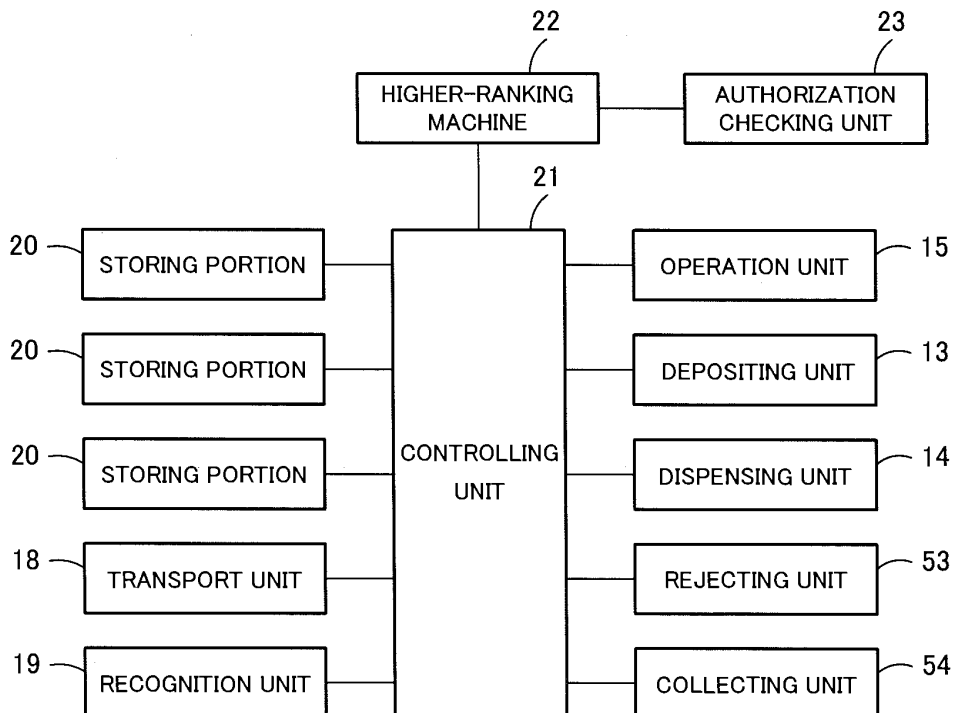 22
23
HIGHER-RANKING
MACHINE
AUTHORIZATION
CHECKING UNIT
21
20
STORING PORTION
OPERATION UNIT
15
20
STORING PORTION
DEPOSITING UNIT
13
20
STORING PORTION
CONTROLLING
UNIT
DISPENSING UNIT
14
18
TRANSPORT UNIT
REJECTING UNIT
53
19
RECOGNITION UNIT
COLLECTING UNIT
54